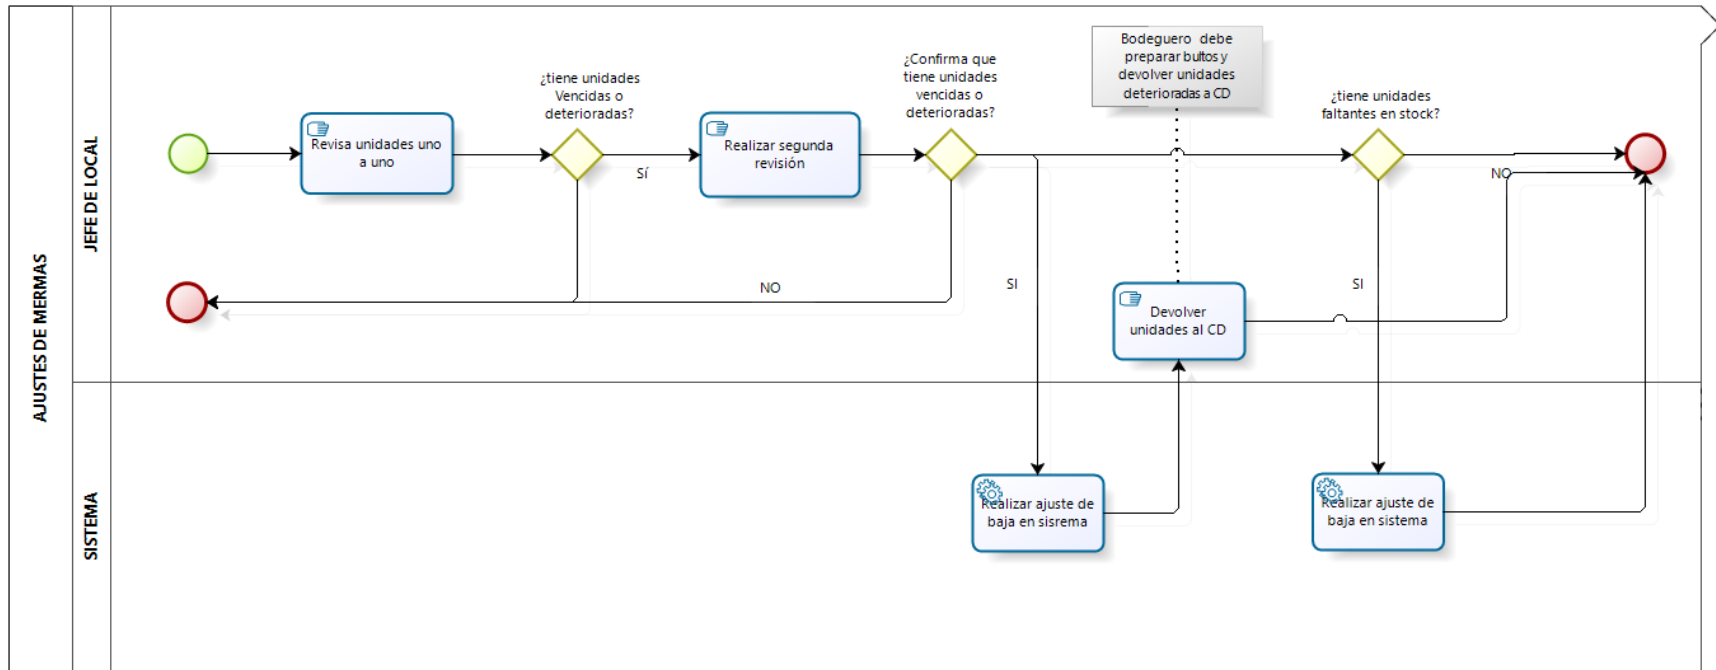 AJUSTES DE MERMAS
JEFE DE LOCAL
Revisa unidades uno
a uno
¿tiene unidades
Vencidas o
deterioradas?
Sí
Realizar segunda
revisión
¿Confirma que
tiene unidades
vencidas o
deterioradas?
NO
SI
Bodeguero debe
preparar bultos y
devolver unidades
deterioradas a CD
Devolver
unidades al CD
¿tiene unidades
faltantes en stock?
NO
SI
SISTEMA
Realizar ajuste de
baja en sisrema
Realizar ajuste de
baja en sistema